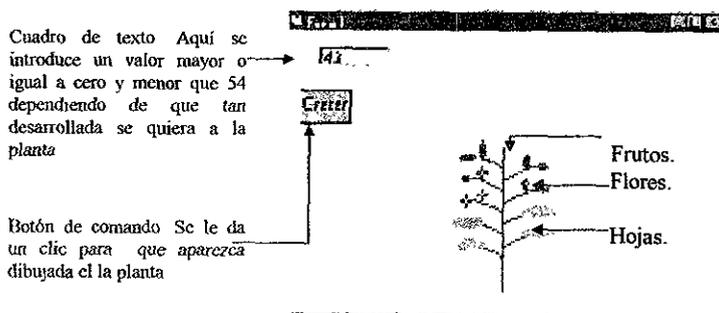 Form1
Cuadro de texto Aquí se
introduce un valor mayor o
igual a cero y menor que 54
dependiendo de que tan
desarrollada se quiera a la
planta
Crecer
Frutos.
Flores.
Hojas.
Botón de comando Se le da
un clic para que aparezca
dibujada el la planta